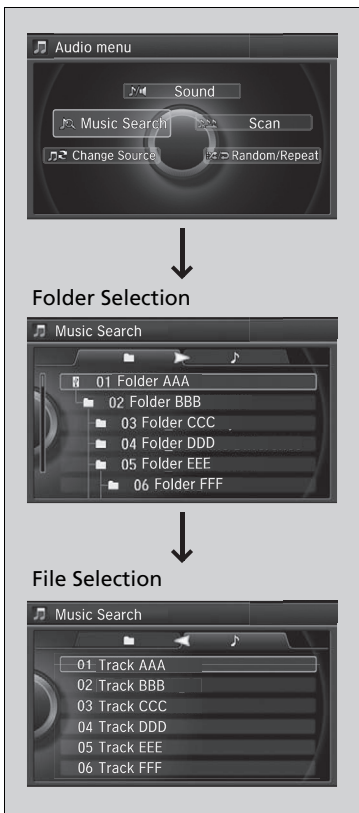 Audio menu
Sound
Music Search
Scan
Change Source
Random/Repeat
Folder Selection
Music Search
01 Folder AAA
02 Folder BBB
03 Folder CCC
04 Folder DDD
05 Folder EEE
06 Folder FFF
File Selection
Music Search
01 Track AAA
02 Track BBB
03 Track CCC
04 Track DDD
05 Track EEE
06 Track FFF